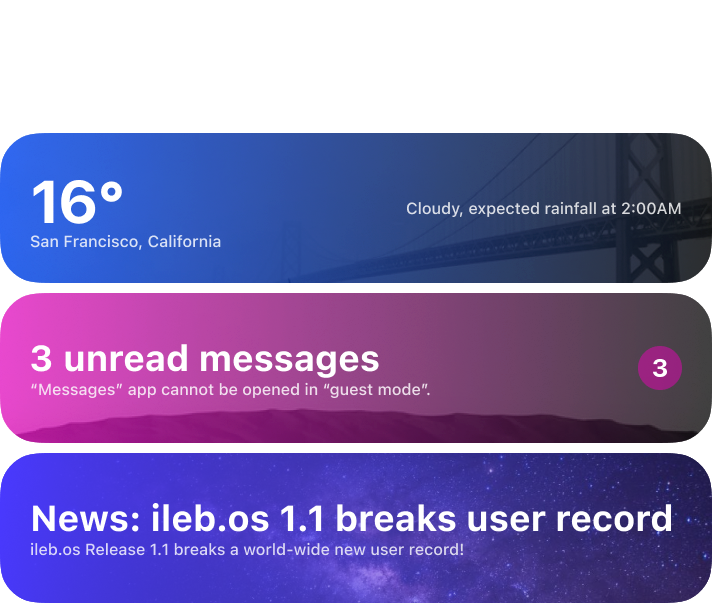 16°
San Francisco, California
Cloudy, expected rainfall at 2:00AM
3 unread messages
“Messages” app cannot be opened in “guest mode”.
3
News: ileb.os 1.1 breaks user record
ileb.os Release 1.1 breaks a world-wide new user record!